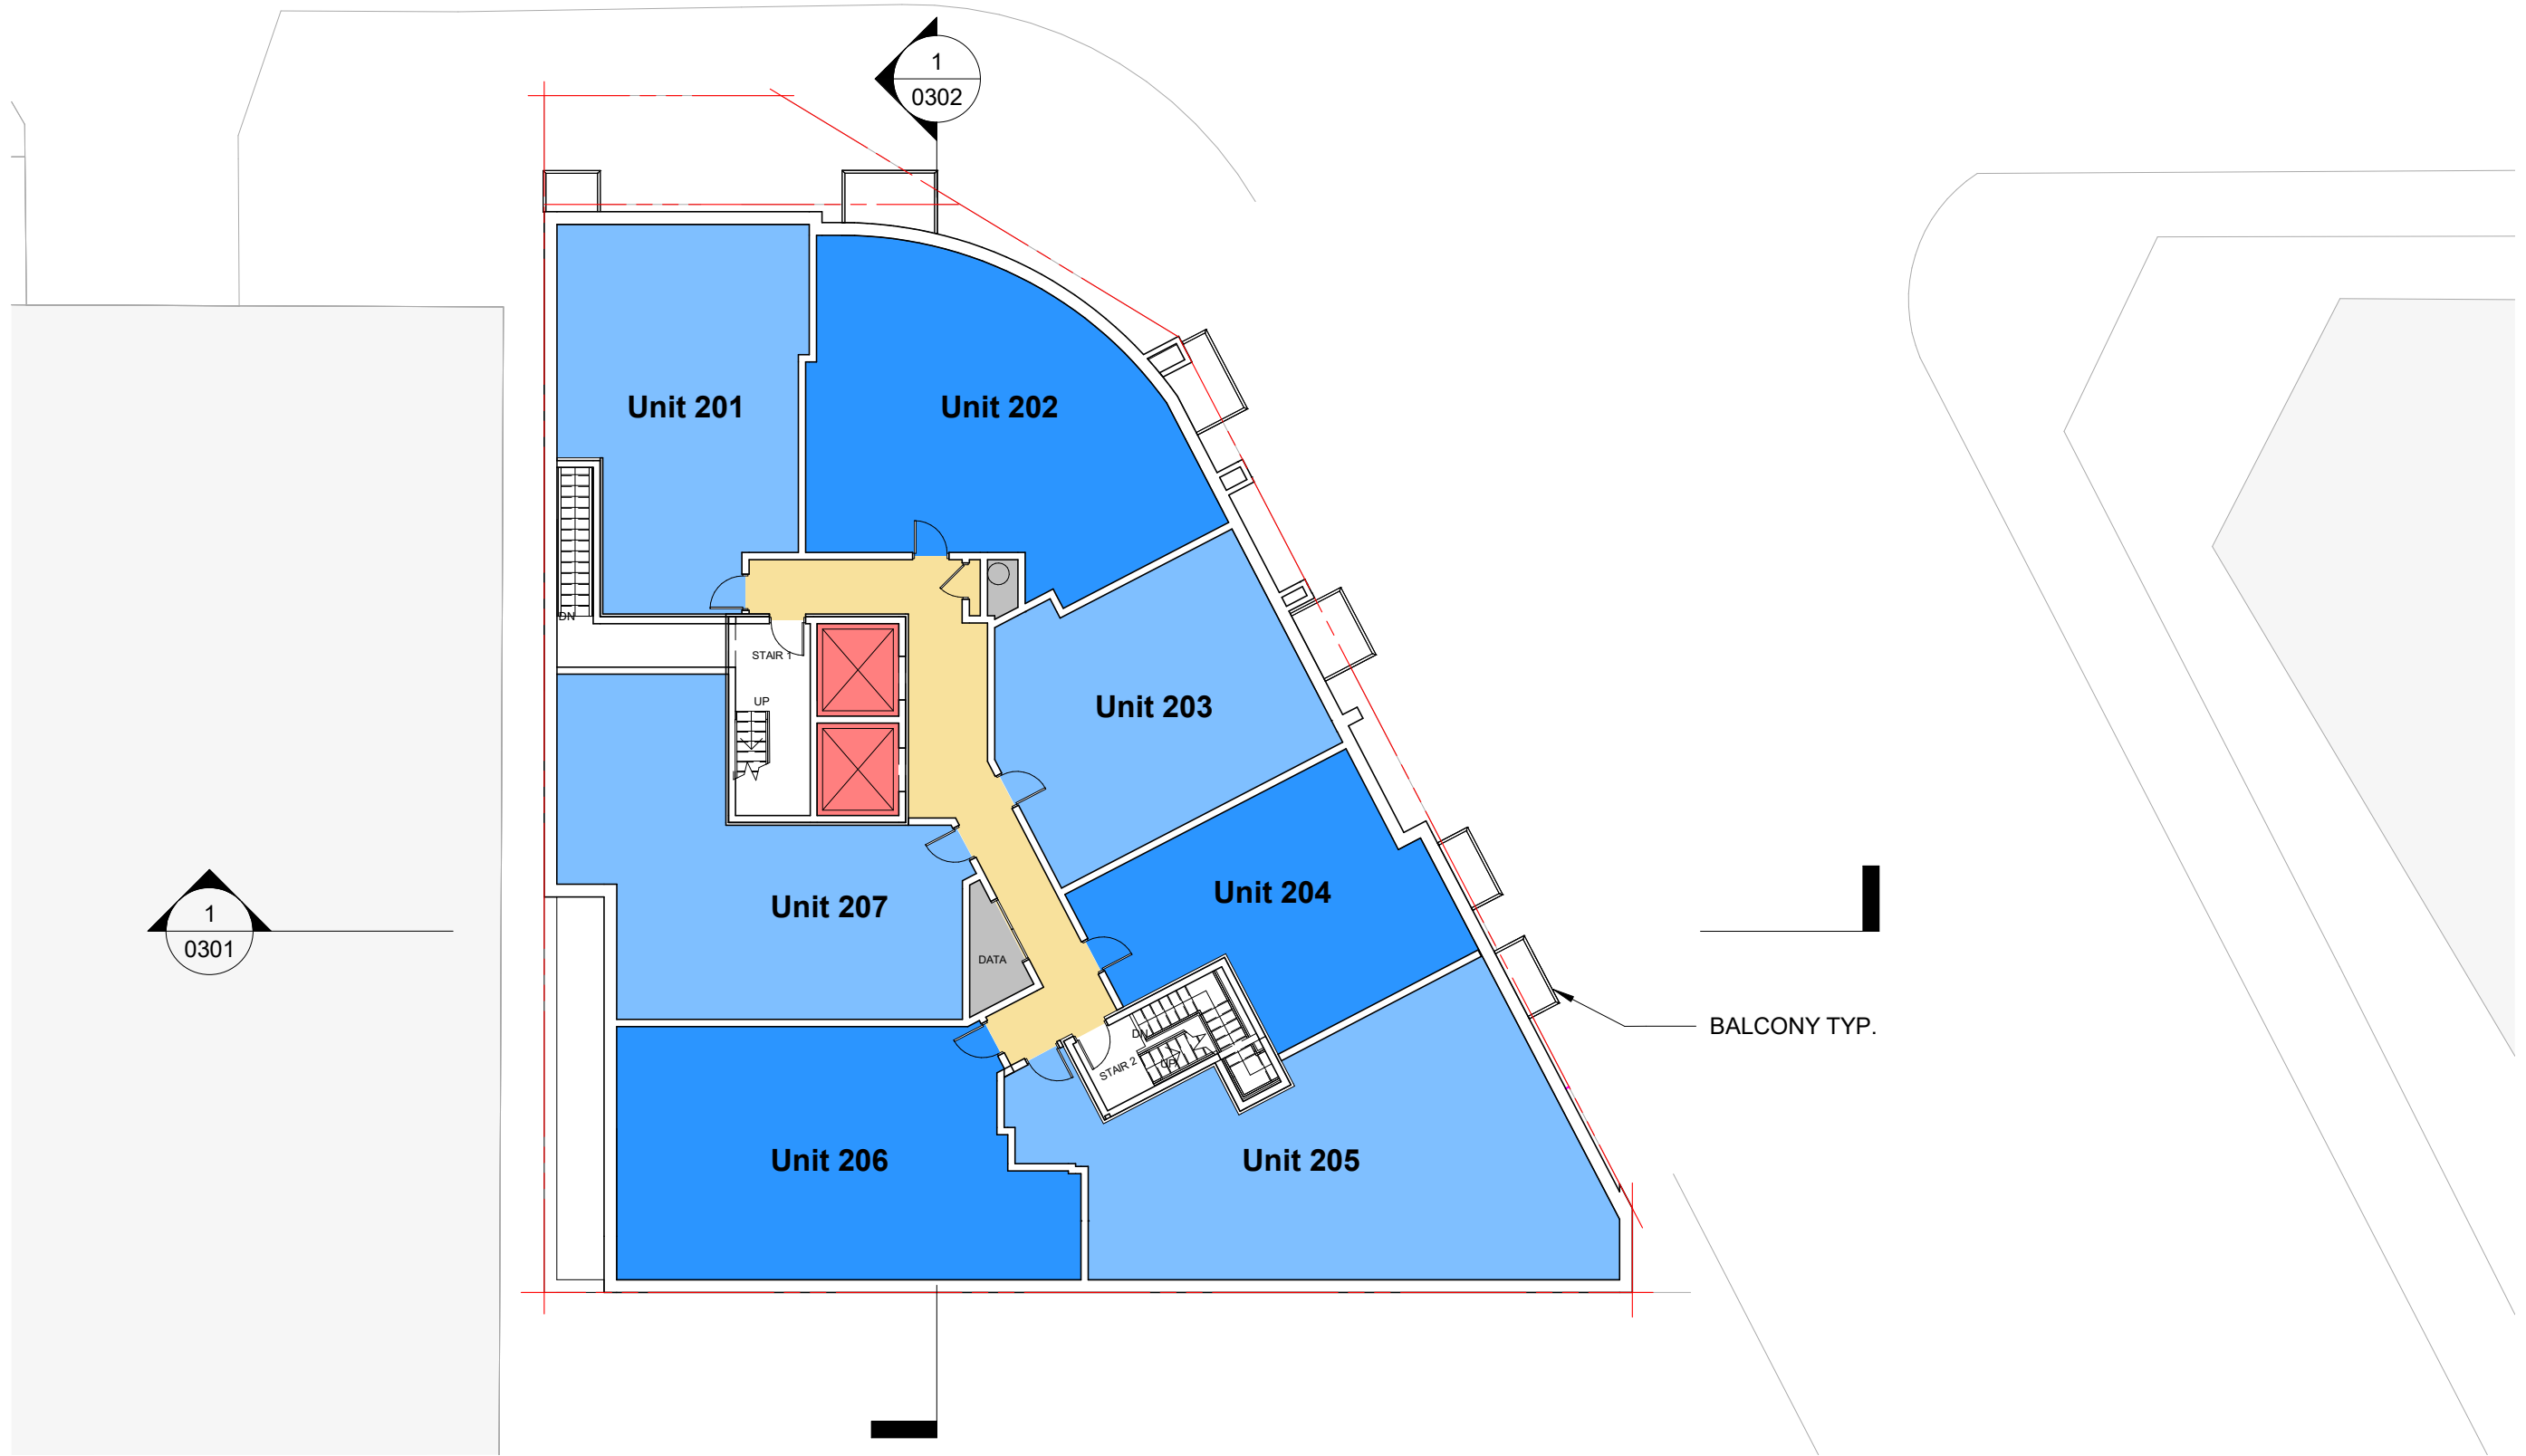 1
0302
Unit 201
Unit 202
DN
STAIR 1
UP
Unit 203
Unit 204
Unit 207
1
0301
DATA
BALCONY TYP.
DN
UP
STAIR 2
Unit 206
Unit 205